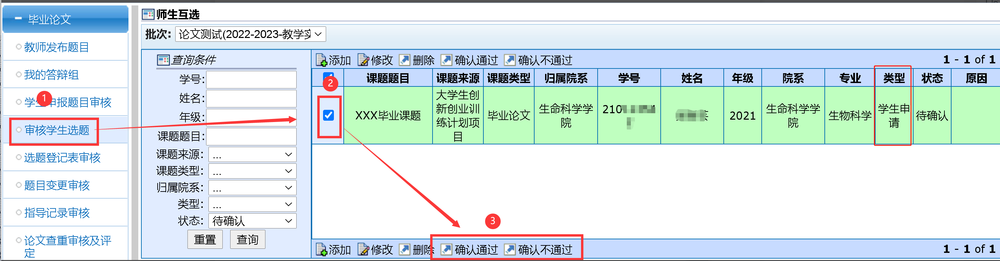 毕业论文
教师发布题目
我的答辩组
学生申报题目审核
1
审核学生选题
选题登记表审核
题目变更审核
指导记录审核
论文查重审核及评
定
师生互选
批次: 论文测试(2022-2023-教学实
查询条件
学号:
姓名:
年级:
课题题目:
课题来源: ...
课题类型: ...
归属院系: ...
类型: ...
状态: 待确认
重置 查询
添加 修改 删除 确认通过 确认不通过 1 - 1 of 1
课题题目 课题来源 课题类型 归属院系 学号 姓名 年级 院系 专业 类型 状态 原因
2
XXX毕业课题
大学生创
新创业训
练计划项
目
毕业论文
生命科学学
院
210
2021
生命科学学
院
生物科学
学生申
请
待确认
3
添加 修改 删除 确认通过 确认不通过 1 - 1 of 1